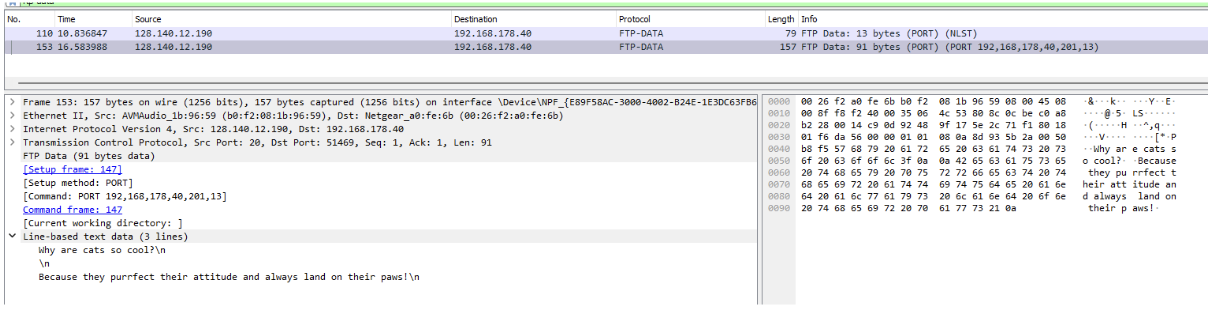 No. Time Source Destination Protocol Length Info
110 10.836847 128.140.12.190 192.168.178.40 FTP-DATA 79 FTP Data: 13 bytes (PORT) (NLST)
153 16.583988 128.140.12.190 192.168.178.40 FTP-DATA 157 FTP Data: 91 bytes (PORT) (PORT 192,168,178,40,201,13)
Frame 153: 157 bytes on wire (1256 bits), 157 bytes captured (1256 bits) on interface \Device\NPF_{E89F58AC-3000-4002-B24E-1E3DC63FB6
Ethernet II, Src: AVMAudio_1b:96:59 (b0:f2:08:1b:96:59), Dst: Netgear_a0:fe:6b (00:26:f2:a0:fe:6b)
Internet Protocol Version 4, Src: 128.140.12.190, Dst: 192.168.178.40
Transmission Control Protocol, Src Port: 20, Dst Port: 51469, Seq: 1, Ack: 1, Len: 91
FTP Data (91 bytes data)
[Setup frame: 147]
[Setup method: PORT]
[Command: PORT 192,168,178,40,201,13]
Command frame: 147
[Current working directory: ]
Line-based text data (3 lines)
Why are cats so cool?\n
\n
Because they purrfect their attitude and always land on their paws!\n
0000 00 26 f2 a0 fe 6b b0 f2 08 1b 96 59 08 00 45 08 ·&···k·· ···Y··E·
0010 00 8f f8 f2 40 00 35 06 4c 53 80 8c 0c be c0 a8 ····@·5· LS······
0020 b2 28 00 14 c9 0d 92 48 9f 17 5e 2c 71 f1 80 18 ·(·····H ··^,q···
0030 01 f6 da 56 00 00 01 01 08 0a 8d 93 5b 2a 00 50 ···V···· ····[*·P
0040 b8 f5 57 68 79 20 61 72 65 20 63 61 74 73 20 73 ··Why ar e cats s
0050 6f 20 63 6f 6f 6c 3f 0a 0a 42 65 63 61 75 73 65 o cool?· ·Because
0060 20 74 68 65 79 20 70 75 72 72 66 65 63 74 20 74 they pu rrfect t
0070 68 65 69 72 20 61 74 74 69 74 75 64 65 20 61 6e heir att itude an
0080 64 20 61 6c 77 61 79 73 20 6c 61 6e 64 20 6f 6e d always land on
0090 20 74 68 65 69 72 20 70 61 77 73 21 0a their p aws!·